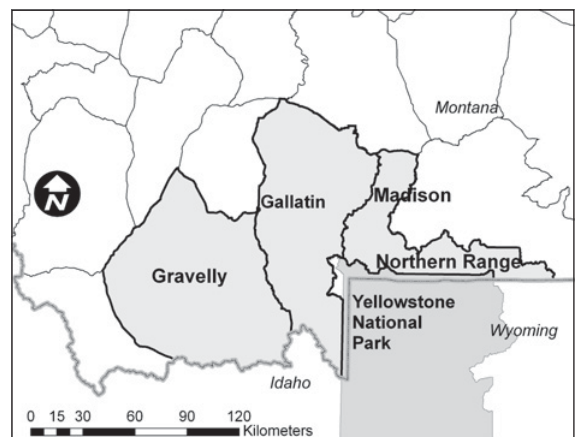 Montana
Madison
Gallatin
Gravelly
Northern Range
Yellowstone
National
Park
Wyoming
Idaho
N
0 15 30 60 90 120
Kilometers